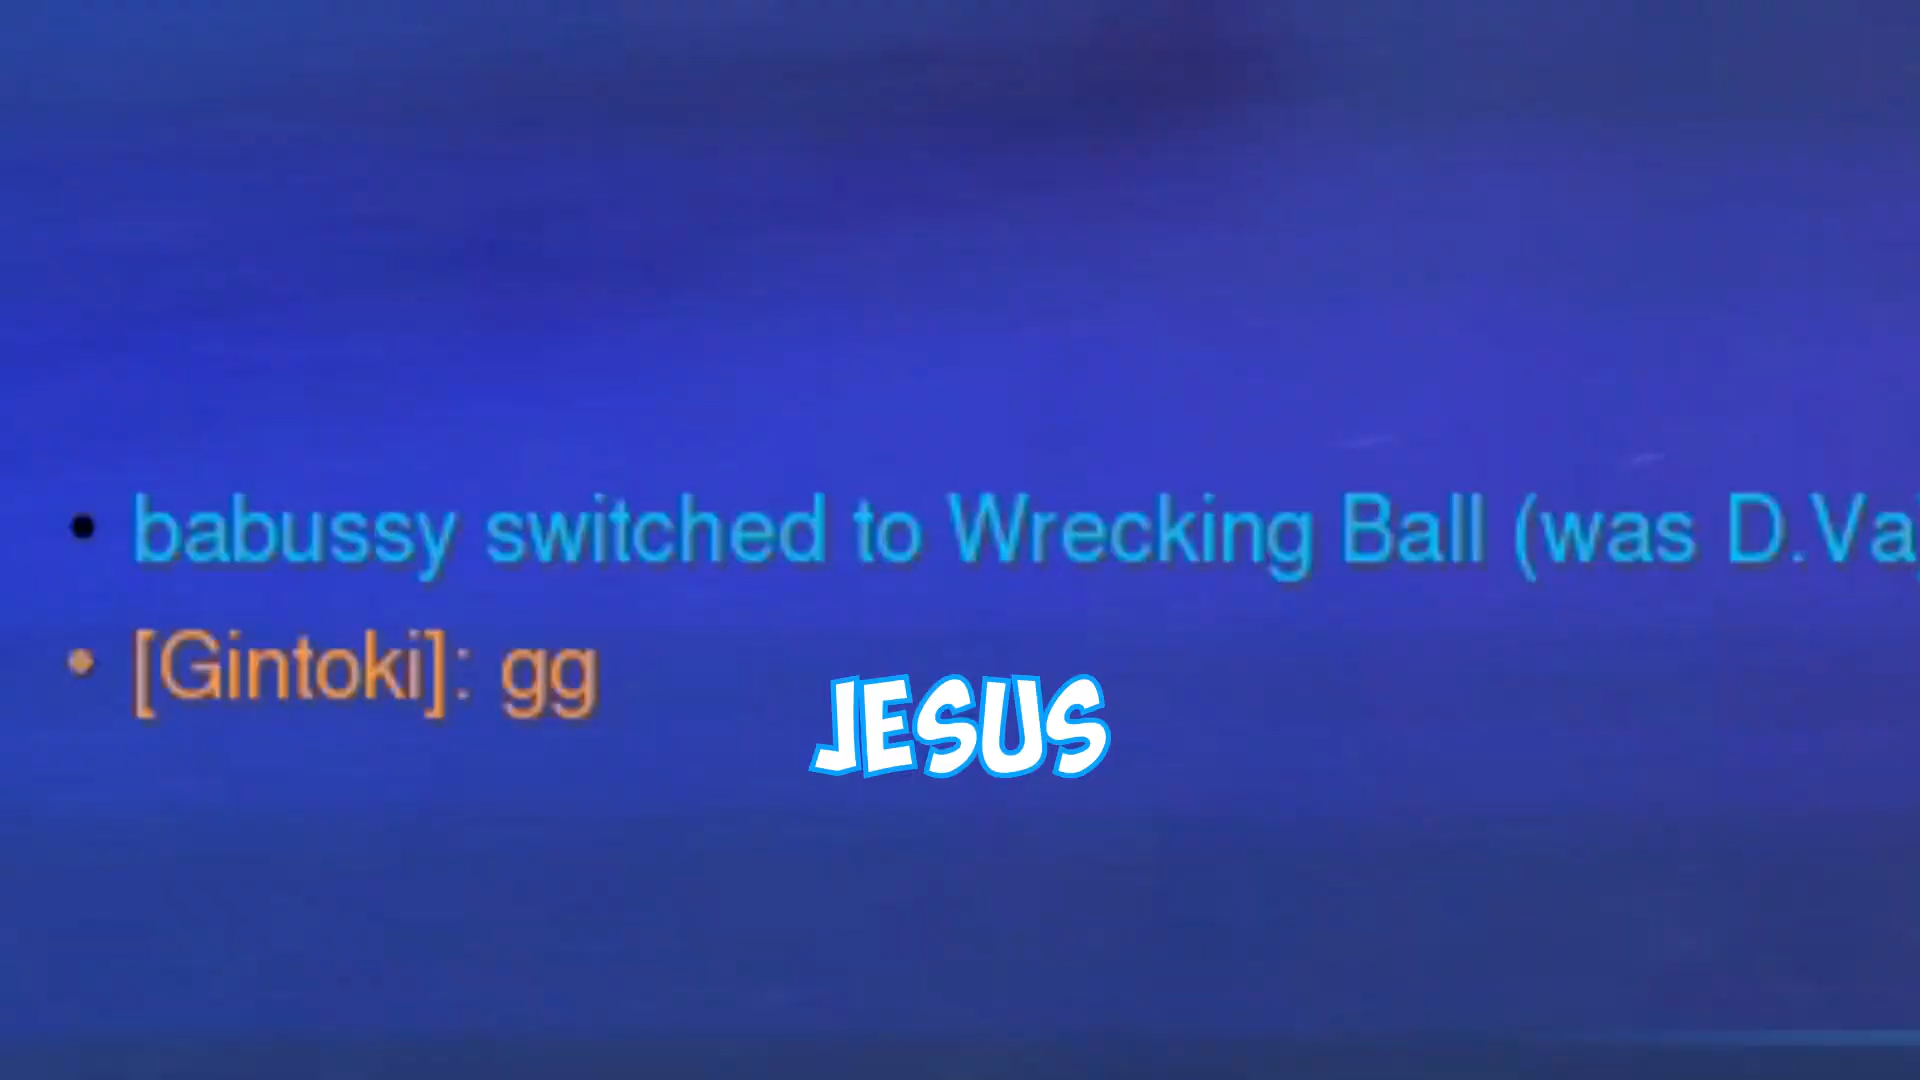 • babussy switched to Wrecking Ball (was D.Va)
• [Gintoki]: gg
JESUS